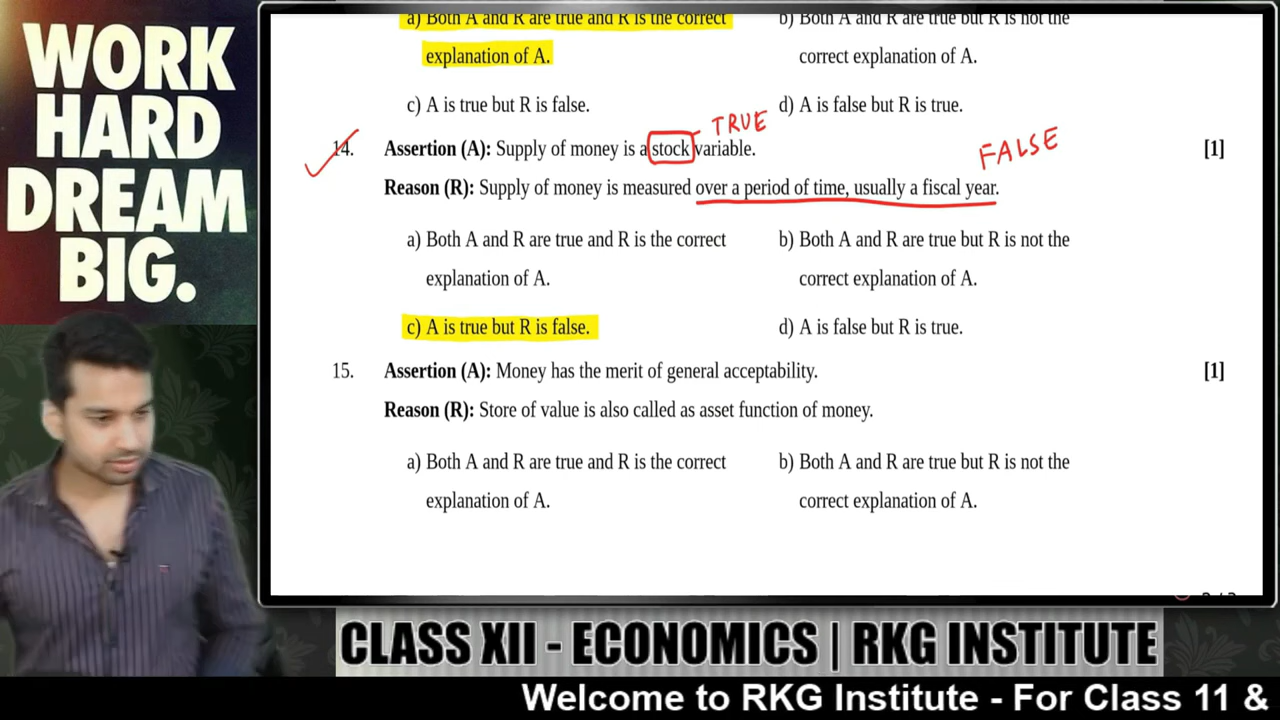 WORK
HARD
DREAM
BIG.
a) Both A and R are true and R is the correct
explanation of A.
b) Both A and R are true but R is not the
correct explanation of A.
c) A is true but R is false.
d) A is false but R is true.
TRUE
14. Assertion (A): Supply of money is a stock variable. [1]
FALSE
Reason (R): Supply of money is measured over a period of time, usually a fiscal year.
a) Both A and R are true and R is the correct
explanation of A.
b) Both A and R are true but R is not the
correct explanation of A.
c) A is true but R is false.
d) A is false but R is true.
15. Assertion (A): Money has the merit of general acceptability. [1]
Reason (R): Store of value is also called as asset function of money.
a) Both A and R are true and R is the correct
explanation of A.
b) Both A and R are true but R is not the
correct explanation of A.
CLASS XII - ECONOMICS | RKG INSTITUTE
Welcome to RKG Institute - For Class 11 &